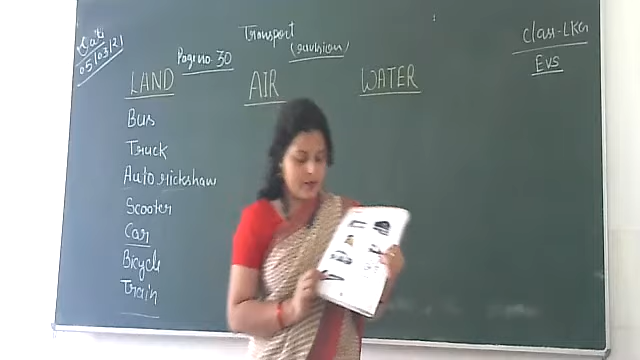 Date
05/03/21
Transport
(revision)
Page no 30
Class-LKG
EVS
LAND
AIR
WATER
Bus
Truck
Auto rickshaw
Scooter
Car
Bicycle
Train